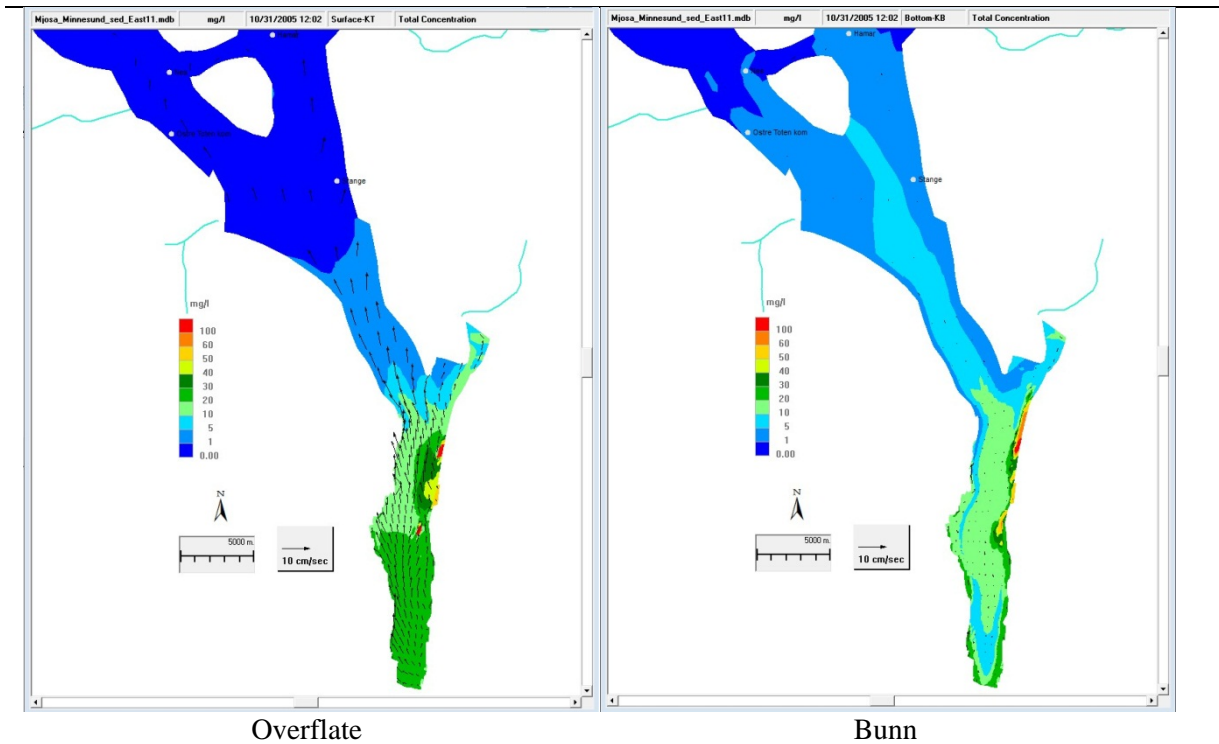 Mjosa_Minnesund_sed_East11.mdb mg/l 10/31/2005 12:02 Surface-KT Total Concentration
Hamar
Ostre Toten kom
Stange
mg/l
100
60
50
40
30
20
10
5
1
0.00
N
5000 m.
10 cm/sec
Overflate
Mjosa_Minnesund_sed_East11.mdb mg/l 10/31/2005 12:02 Bottom-KB Total Concentration
Hamar
Ostre Toten kom
Stange
mg/l
100
60
50
40
30
20
10
5
1
0.00
N
5000 m.
10 cm/sec
Bunn